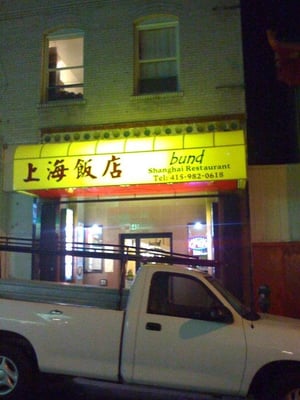 上海飯店
bund
Shanghai Restaurant
Tel: 415-982-0618